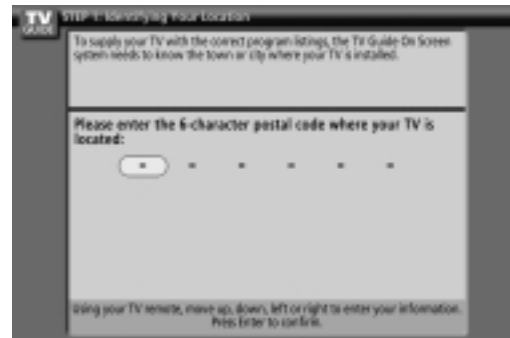 TV
GUIDE
STEP 1: Identifying Your Location
To supply your TV with the correct program listings, the TV Guide On Screen
system needs to know the town or city where your TV is installed.
Please enter the 6-character postal code where your TV is
located:
- - - - - -
Using your TV remote, move up, down, left or right to enter your information.
Press Enter to confirm.